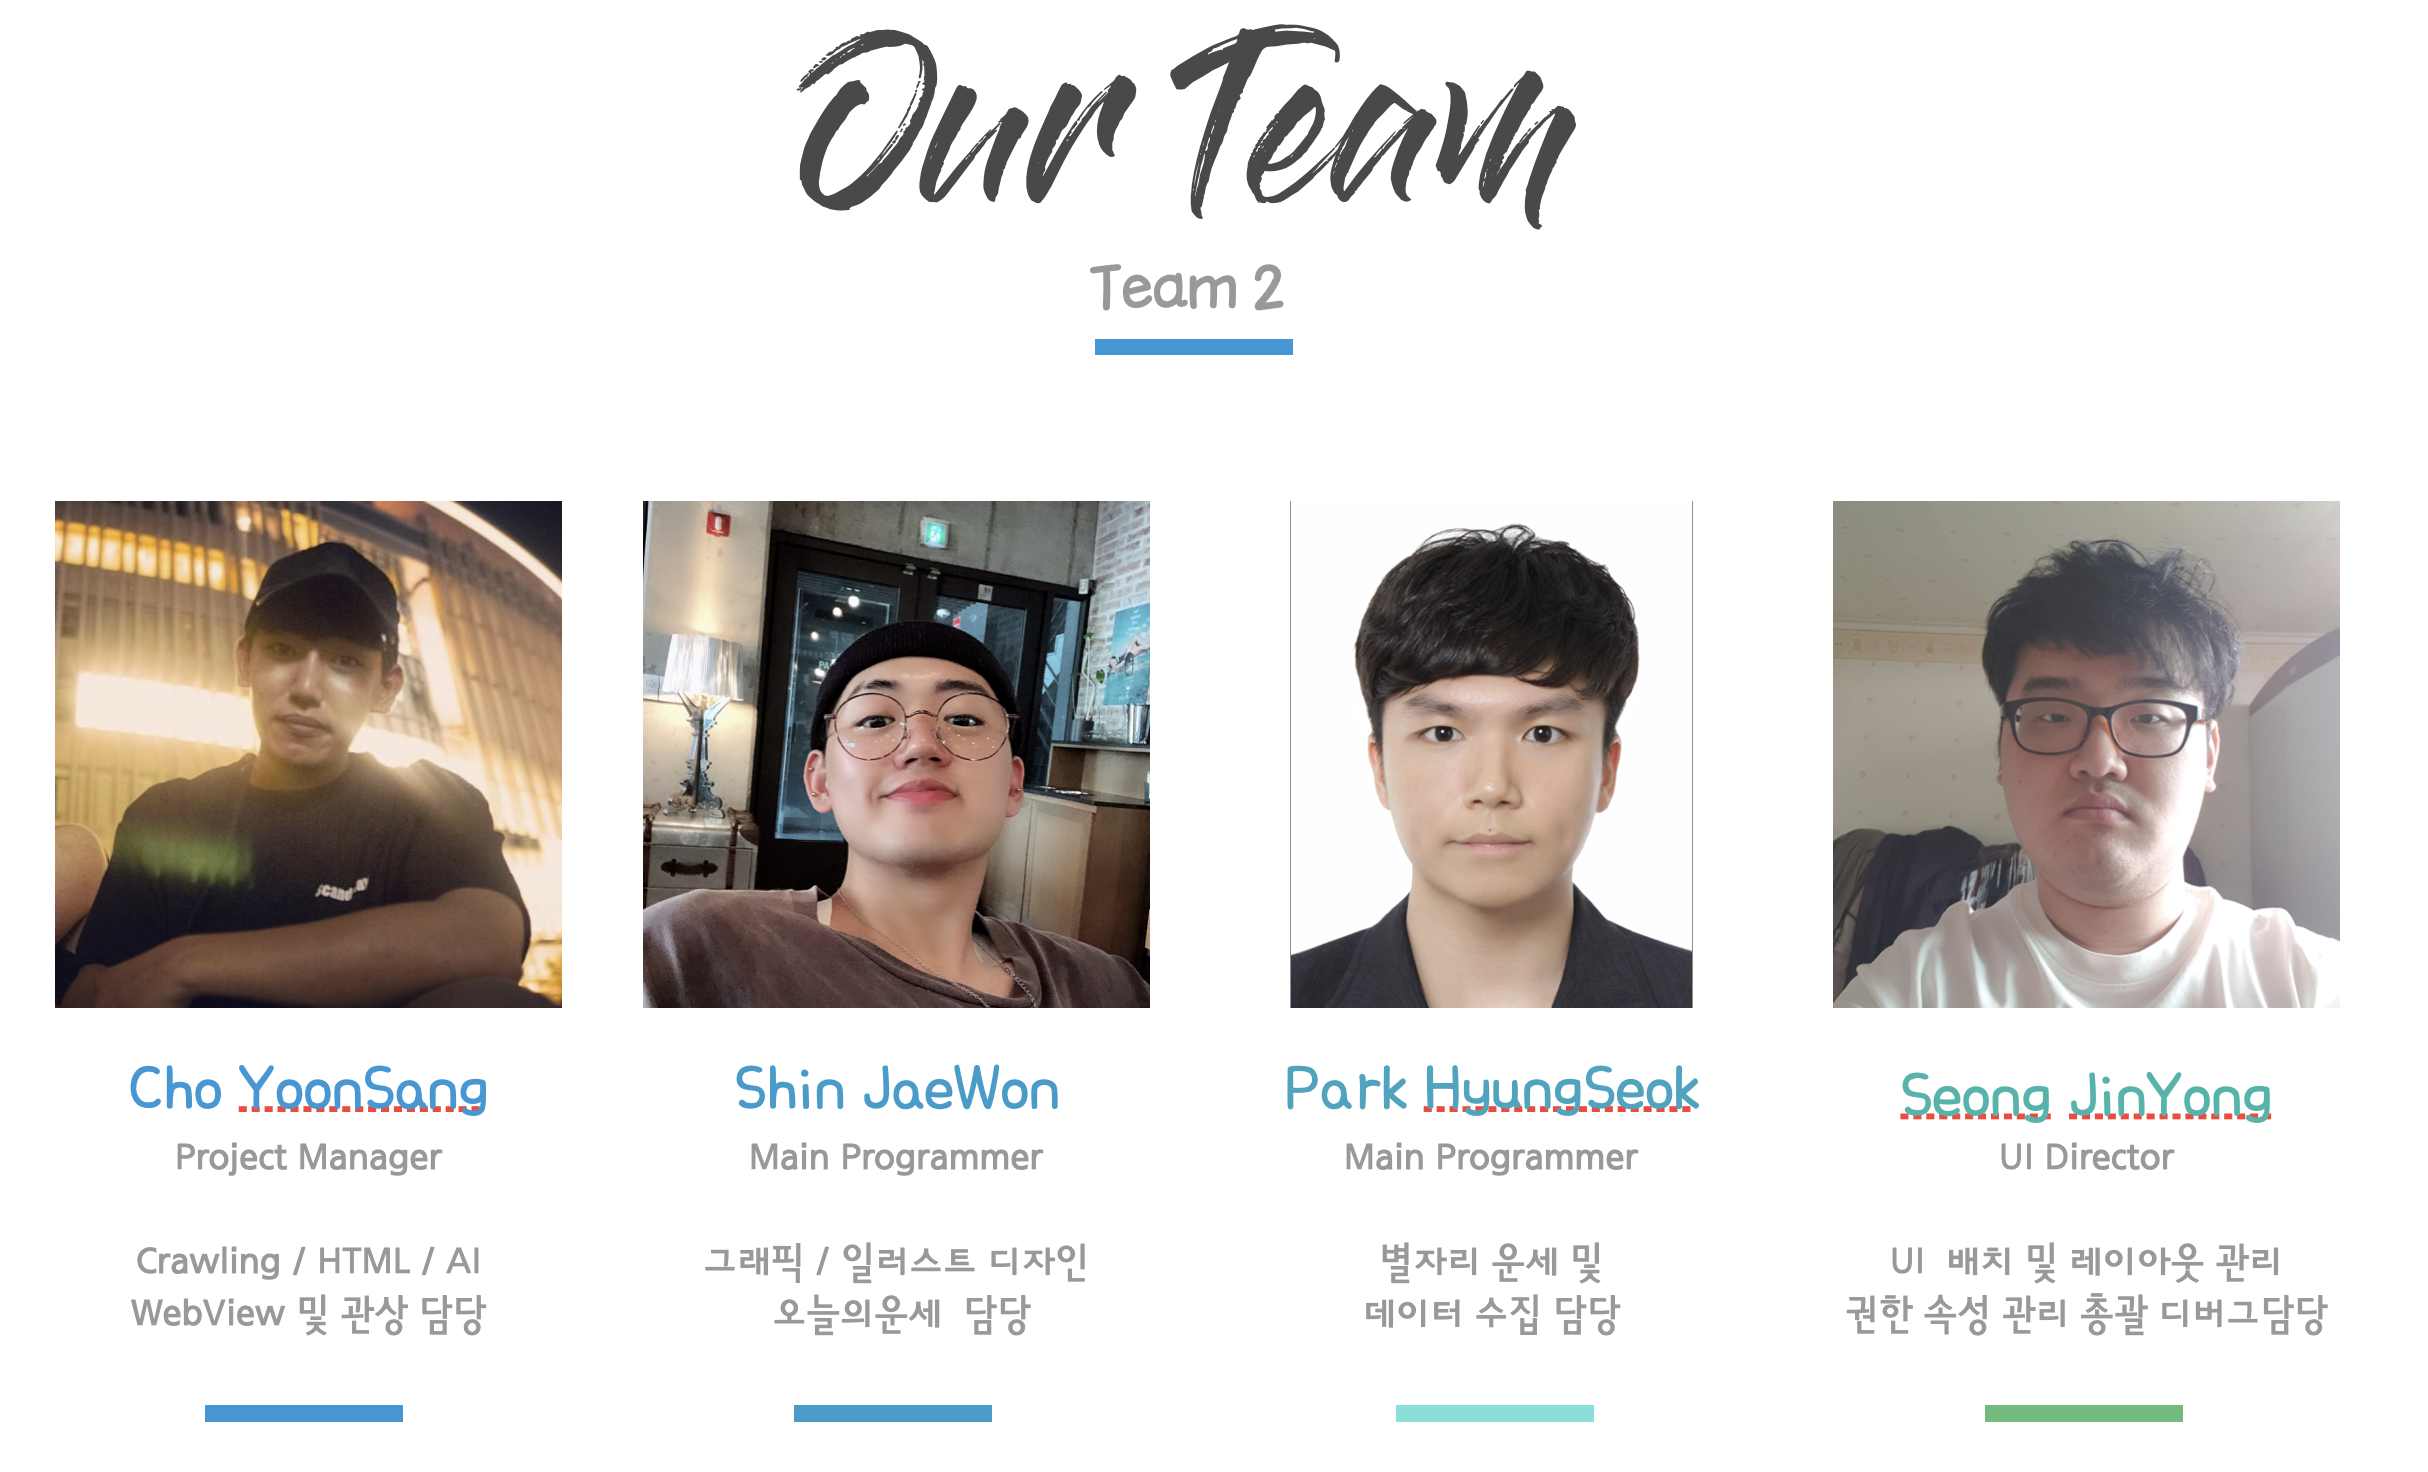 Our Team
Team 2
Cho YoonSang
Project Manager
Crawling / HTML / AI
WebView 및 관상 담당
Shin JaeWon
Main Programmer
그래픽 / 일러스트 디자인
오늘의운세 담당
Park HyungSeok
Main Programmer
별자리 운세 및
데이터 수집 담당
Seong JinYong
UI Director
UI 배치 및 레이아웃 관리
권한 속성 관리 총괄 디버그담당